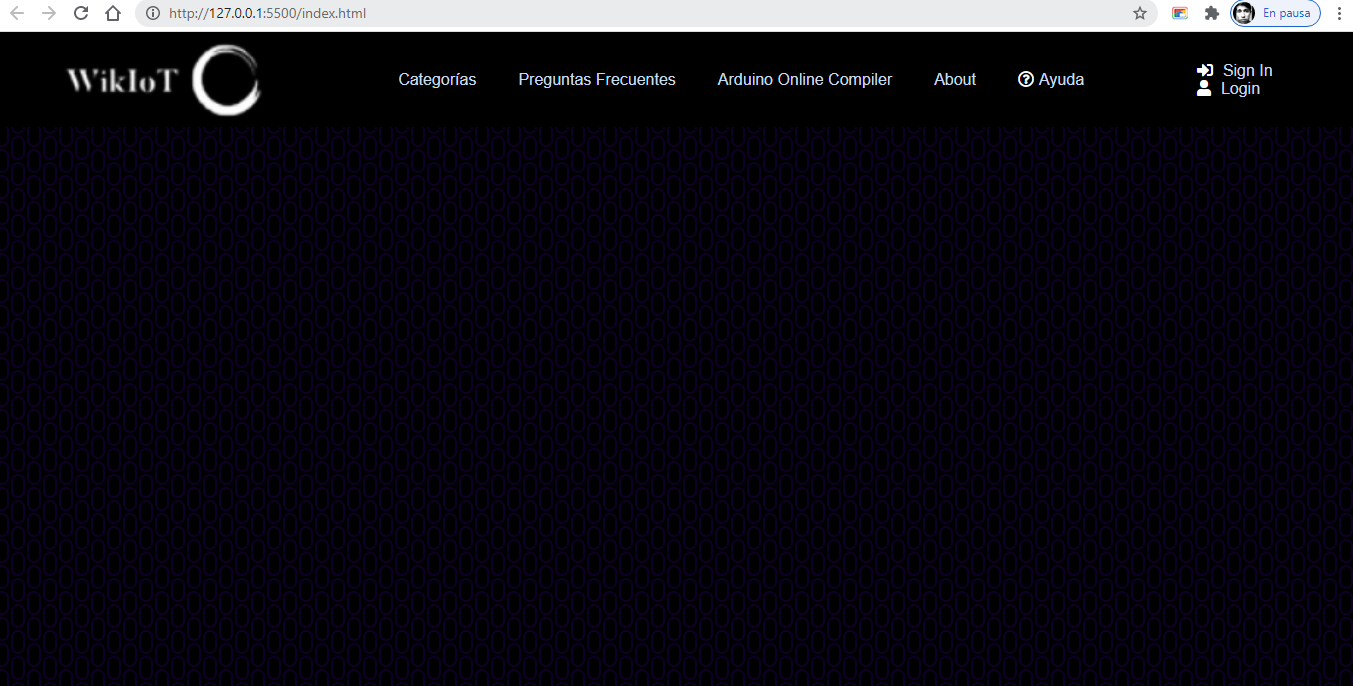 http://127.0.0.1:5500/index.html
En pausa
WikIoT
Categorías Preguntas Frecuentes Arduino Online Compiler About Ayuda
Sign In
Login